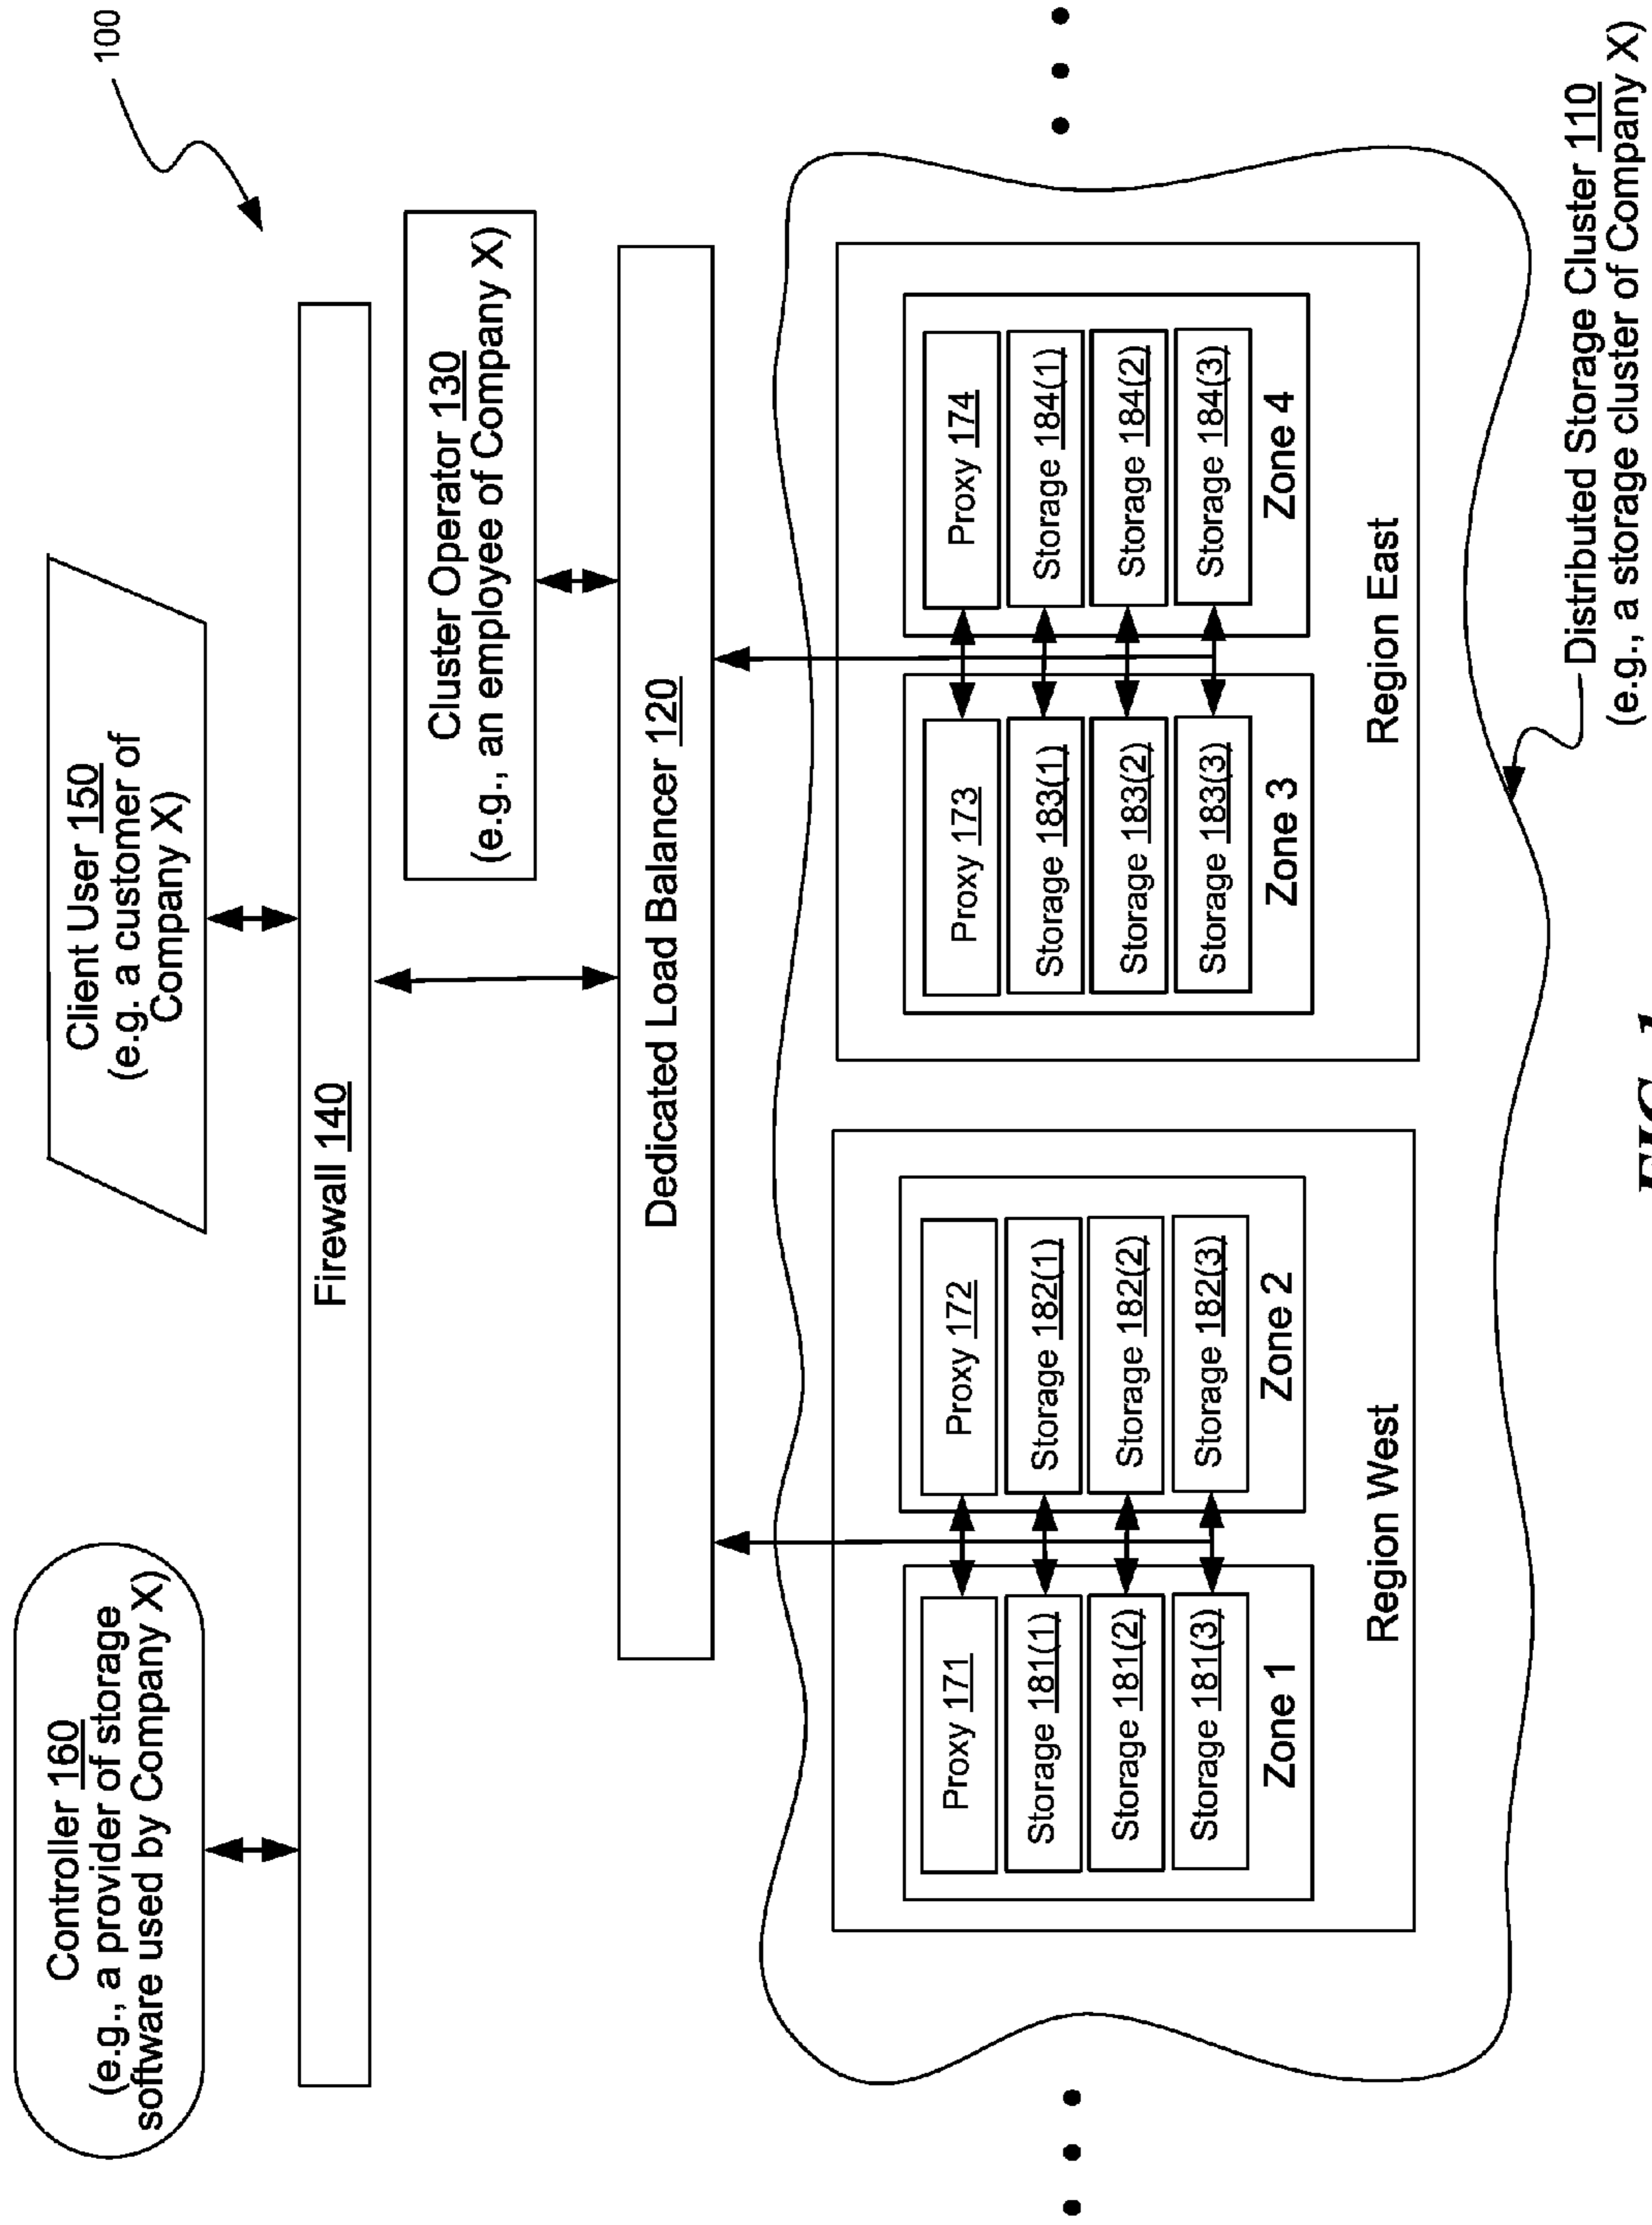 100
Controller 160
(e.g., a provider of storage
software used by Company X)
Client User 150
(e.g. a customer of
Company X)
Firewall 140
Cluster Operator 130
(e.g., an employee of Company X)
Dedicated Load Balancer 120
Proxy 171
Storage 181(1)
Storage 181(2)
Storage 181(3)
Zone 1
Proxy 172
Storage 182(1)
Storage 182(2)
Storage 182(3)
Zone 2
Region West
Proxy 173
Storage 183(1)
Storage 183(2)
Storage 183(3)
Zone 3
Proxy 174
Storage 184(1)
Storage 184(2)
Storage 184(3)
Zone 4
Region East
Distributed Storage Cluster 110
(e.g., a storage cluster of Company X)